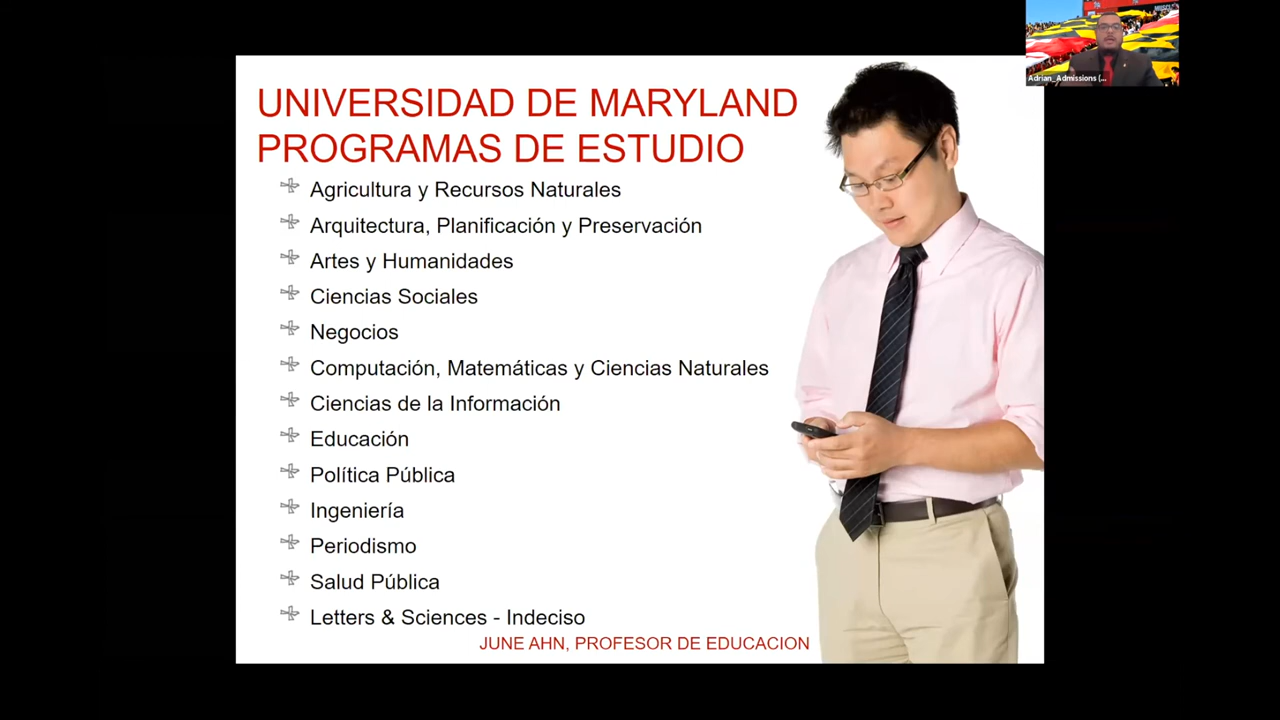 UNIVERSIDAD DE MARYLAND
PROGRAMAS DE ESTUDIO
Agricultura y Recursos Naturales
Arquitectura, Planificación y Preservación
Artes y Humanidades
Ciencias Sociales
Negocios
Computación, Matemáticas y Ciencias Naturales
Ciencias de la Información
Educación
Política Pública
Ingeniería
Periodismo
Salud Pública
Letters & Sciences - Indeciso
JUNE AHN, PROFESOR DE EDUCACION
Adrian_Admissions (...